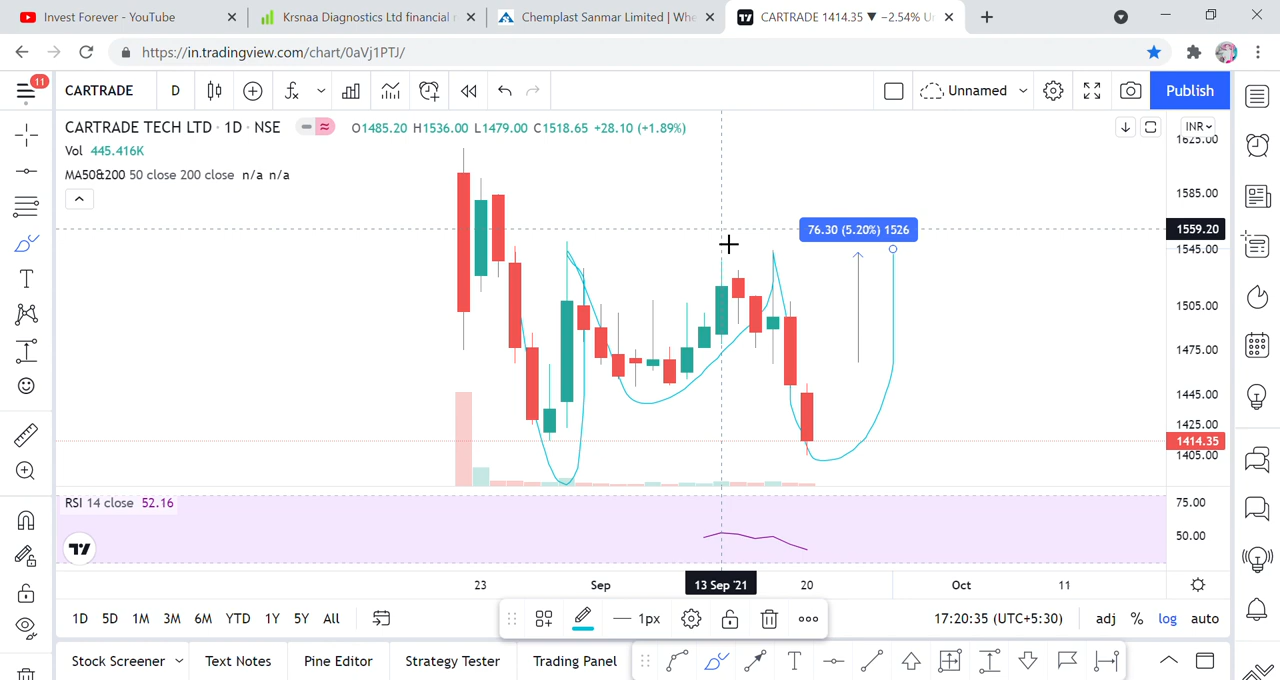 Invest Forever - YouTube
Krsnaa Diagnostics Ltd financial
Chemplast Sanmar Limited | Whe
CARTRADE 1414.35 ▼ −2.54% U
https://in.tradingview.com/chart/0aVj1PTJ/
11
CARTRADE
D
Unnamed
Publish
CARTRADE TECH LTD · 1D · NSE
O1485.20 H1536.00 L1479.00 C1518.65 +28.10 (+1.89%)
INR
Vol 445.416K
MA50&200 50 close 200 close n/a n/a
1625.00
1585.00
76.30 (5.20%) 1526
1559.20
1545.00
1505.00
1475.00
1445.00
1425.00
1414.35
1405.00
RSI 14 close 52.16
75.00
50.00
23
Sep
13 Sep '21
20
Oct
11
1D 5D 1M 3M 6M YTD 1Y 5Y All
1px
17:20:35 (UTC+5:30)
adj % log auto
Stock Screener
Text Notes
Pine Editor
Strategy Tester
Trading Panel